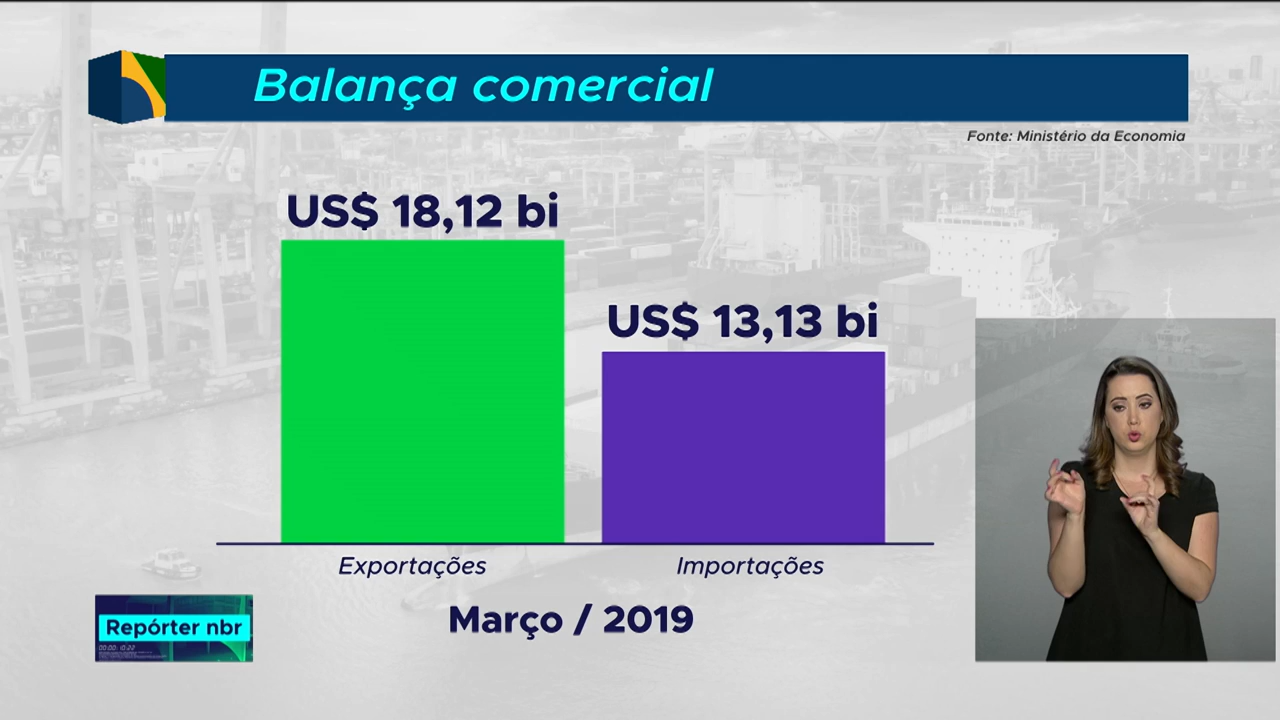 Balança comercial
Fonte: Ministério da Economia
US$ 18,12 bi
US$ 13,13 bi
Exportações
Importações
Março / 2019
Repórter nbr